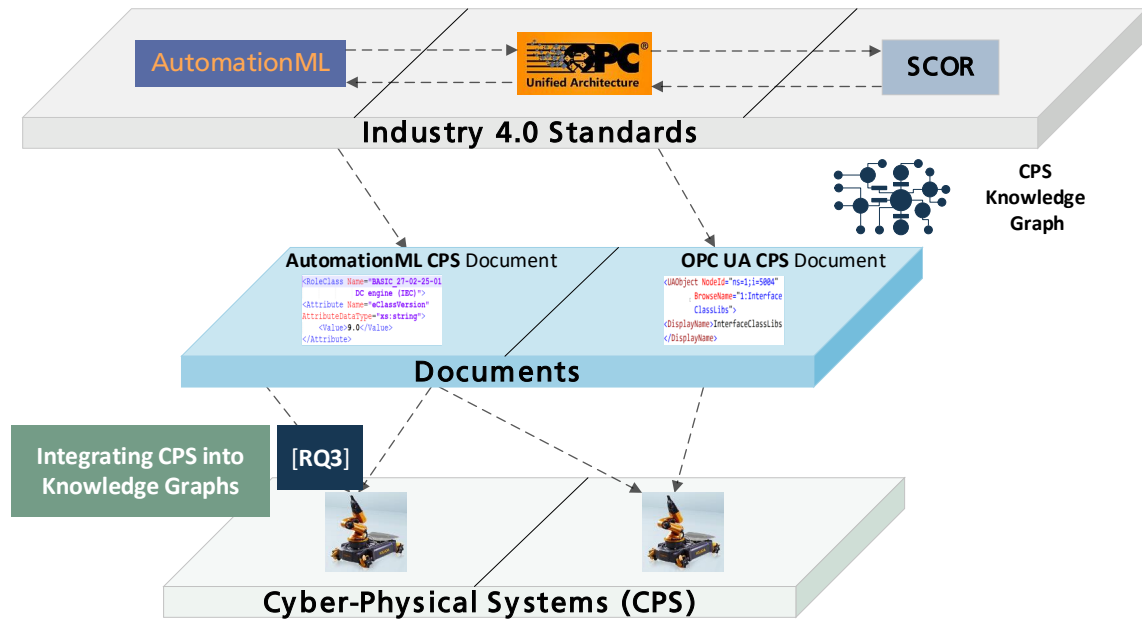 AutomationML
OPC®
Unified Architecture
SCOR
Industry 4.0 Standards
CPS
Knowledge
Graph
AutomationML CPS Document
<RoleClass Name="BASIC_27-02-25-01
DC engine (IEC)">
<Attribute Name="eClassVersion"
AttributeDataType="xs:string">
<Value>9.0</Value>
</Attribute>
OPC UA CPS Document
<UAObject NodeId="ns=1;i=5004"
BrowseName="1:Interface
ClassLibs">
<DisplayName>InterfaceClassLibs
</DisplayName>
Documents
Integrating CPS into
Knowledge Graphs
[RQ3]
Cyber-Physical Systems (CPS)